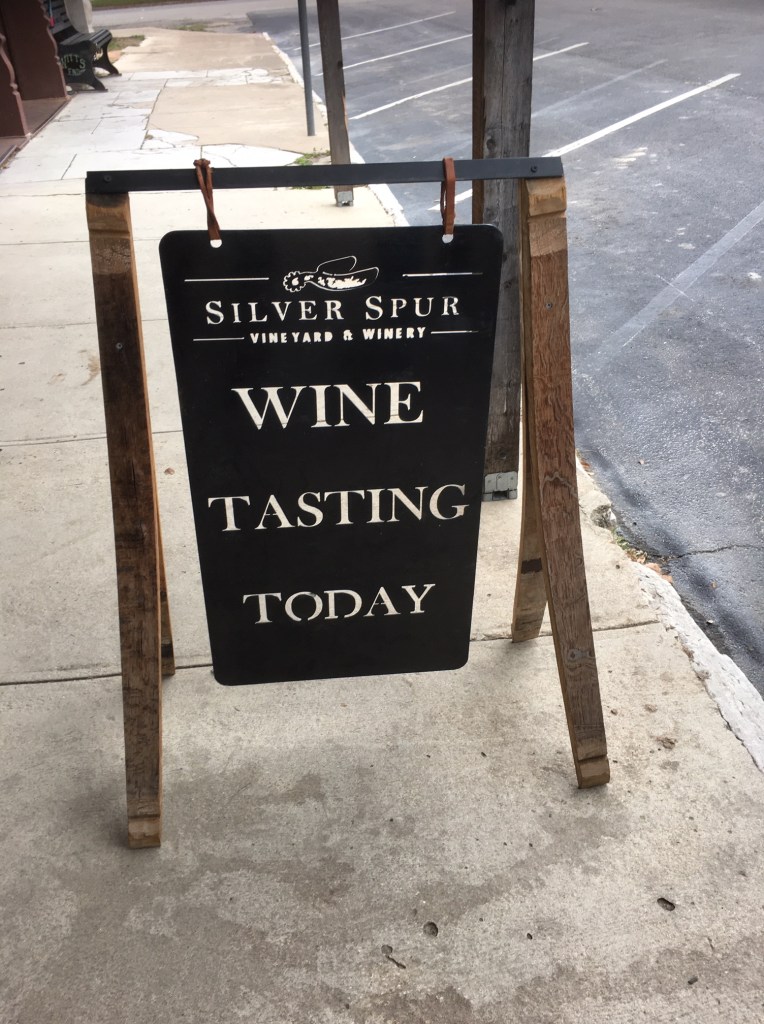 SILVER SPUR
VINEYARD & WINERY
WINE
TASTING
TODAY